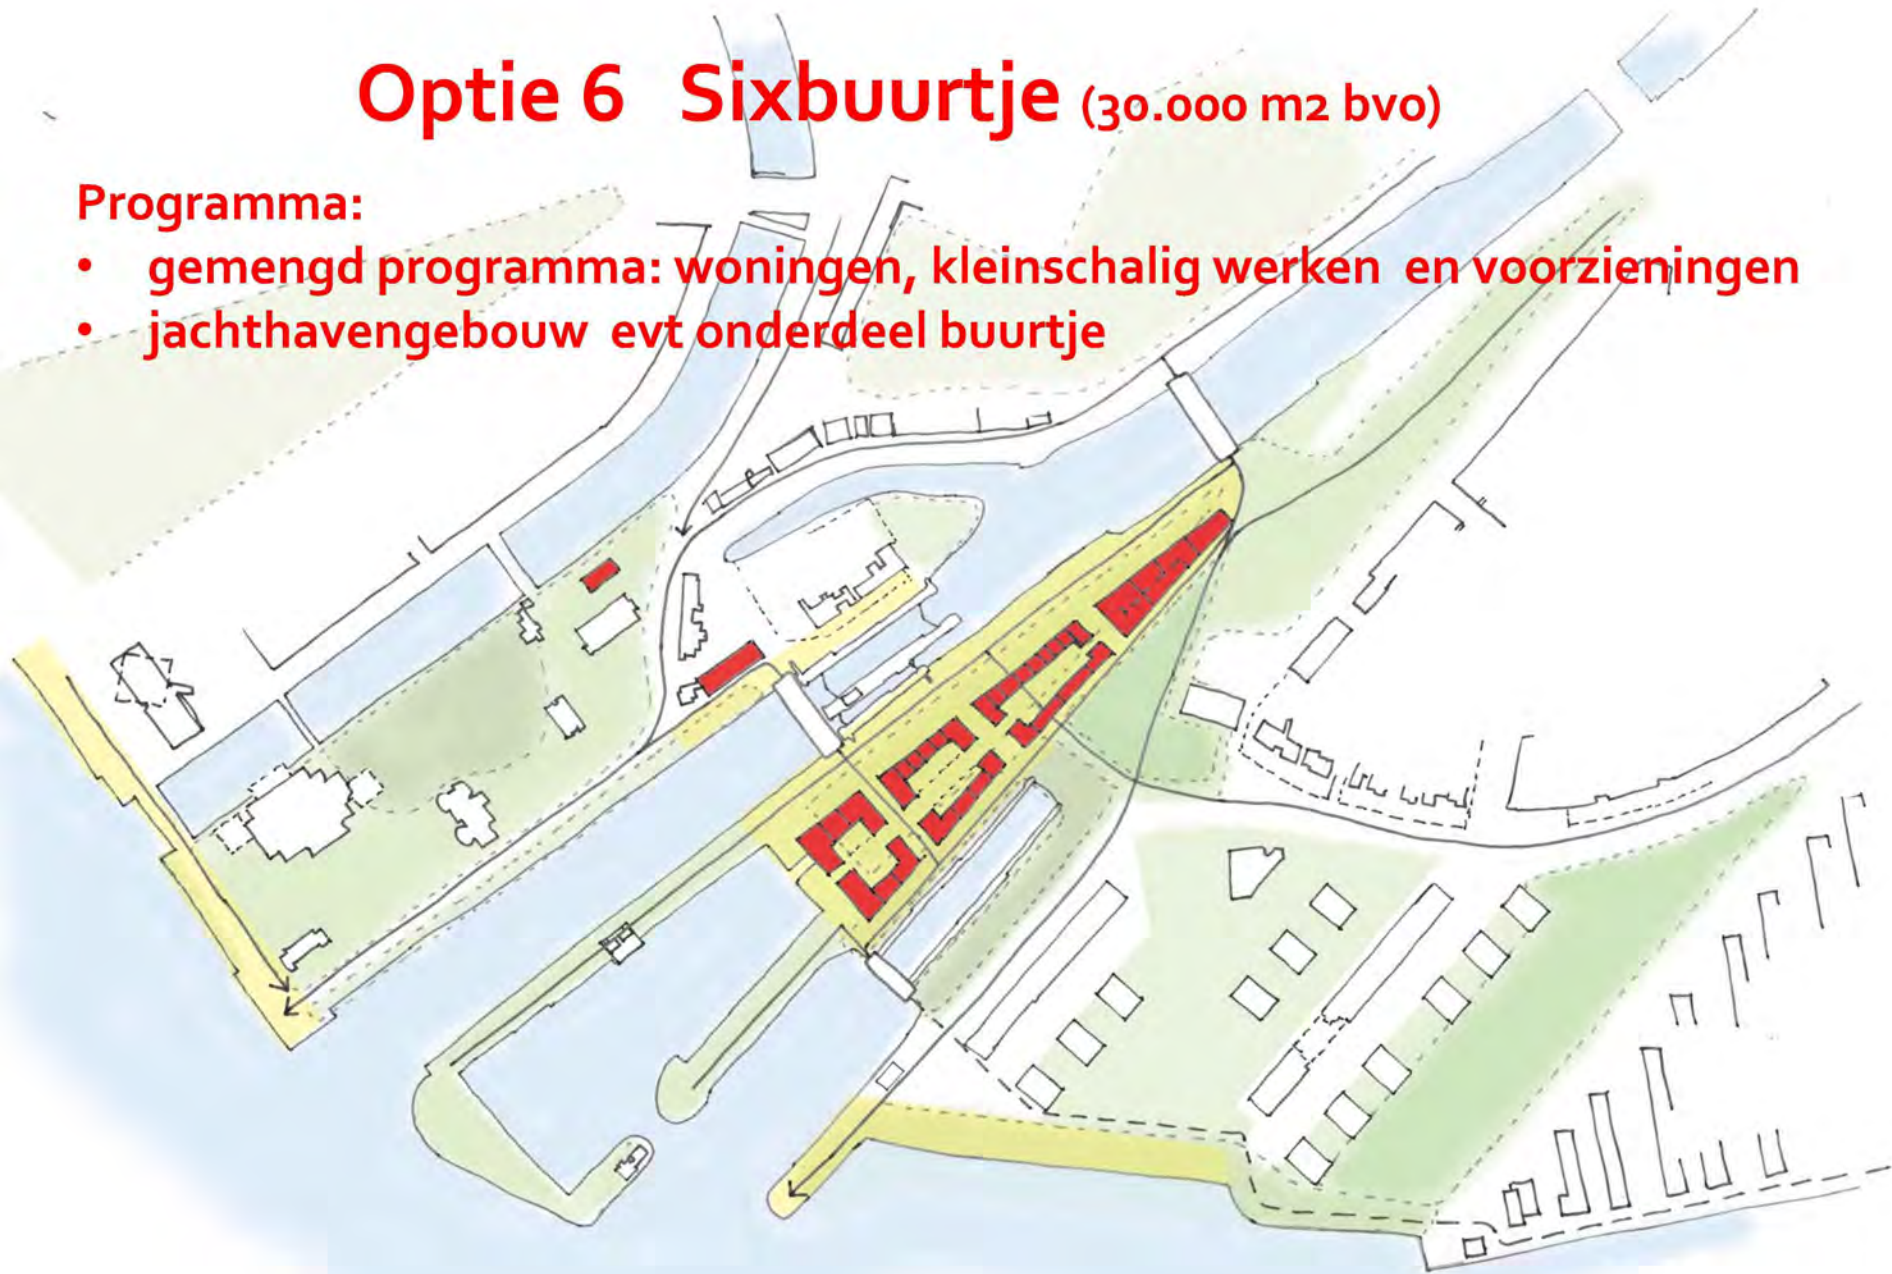 Optie 6 Sixbuurtje (30.000 m2 bvo)
Programma:
• gemengd programma: woningen, kleinschalig werken en voorzieningen
• jachthavengebouw evt onderdeel buurtje